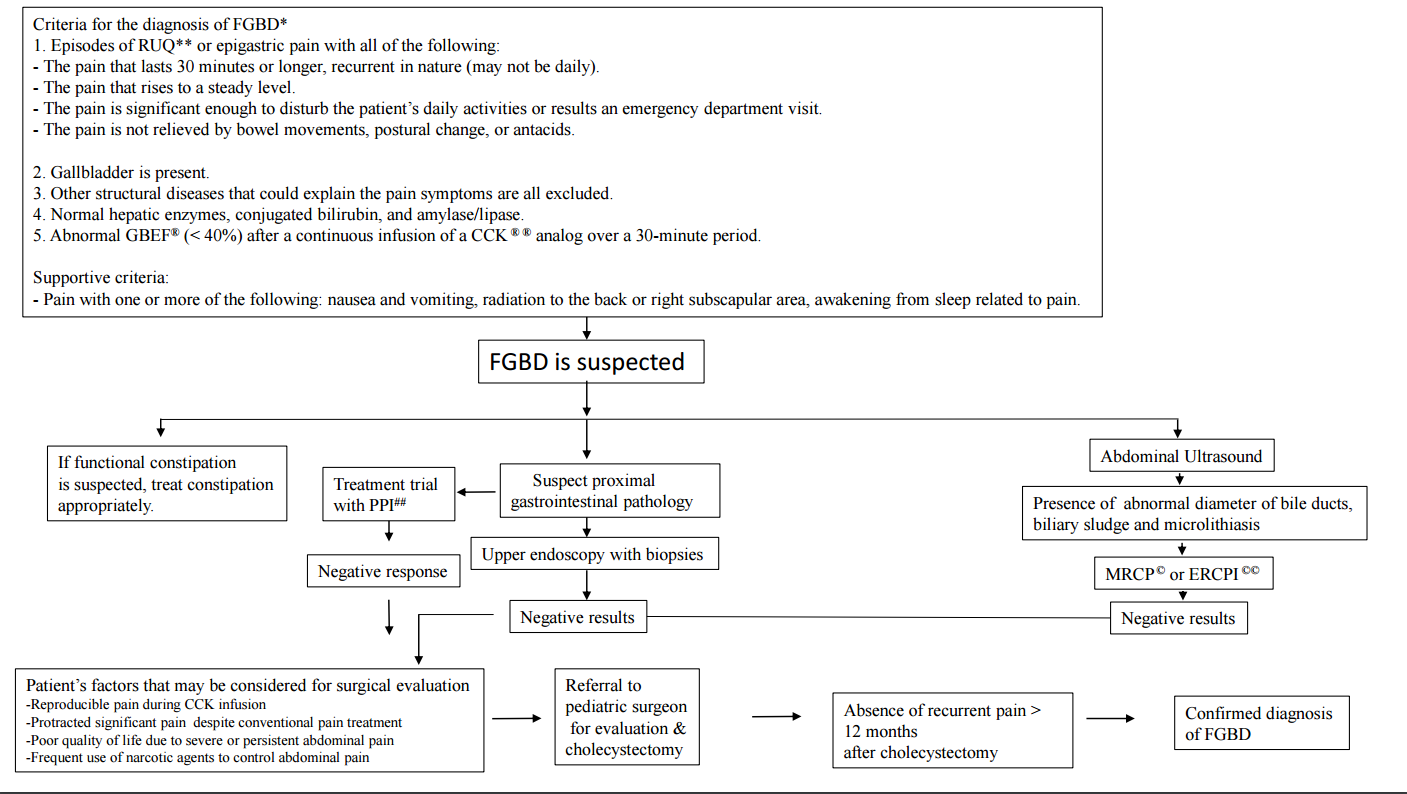 Criteria for the diagnosis of FGBD*
1. Episodes of RUQ** or epigastric pain with all of the following:
- The pain that lasts 30 minutes or longer, recurrent in nature (may not be daily).
- The pain that rises to a steady level.
- The pain is significant enough to disturb the patient's daily activities or results an emergency department visit.
- The pain is not relieved by bowel movements, postural change, or antacids.
2. Gallbladder is present.
3. Other structural diseases that could explain the pain symptoms are all excluded.
4. Normal hepatic enzymes, conjugated bilirubin, and amylase/lipase.
5. Abnormal GBEF® (< 40%) after a continuous infusion of a CCK ® ® analog over a 30-minute period.
Supportive criteria:
- Pain with one or more of the following: nausea and vomiting, radiation to the back or right subscapular area, awakening from sleep related to pain.
FGBD is suspected
If functional constipation
is suspected, treat constipation
appropriately.
Treatment trial
with PPI##
Negative response
Suspect proximal
gastrointestinal pathology
Upper endoscopy with biopsies
Negative results
Abdominal Ultrasound
Presence of abnormal diameter of bile ducts,
biliary sludge and microlithiasis
MRCP© or ERCPI ©©
Negative results
Patient's factors that may be considered for surgical evaluation
-Reproducible pain during CCK infusion
-Protracted significant pain despite conventional pain treatment
-Poor quality of life due to severe or persistent abdominal pain
-Frequent use of narcotic agents to control abdominal pain
Referral to
pediatric surgeon
for evaluation &
cholecystectomy
Absence of recurrent pain >
12 months
after cholecystectomy
Confirmed diagnosis
of FGBD